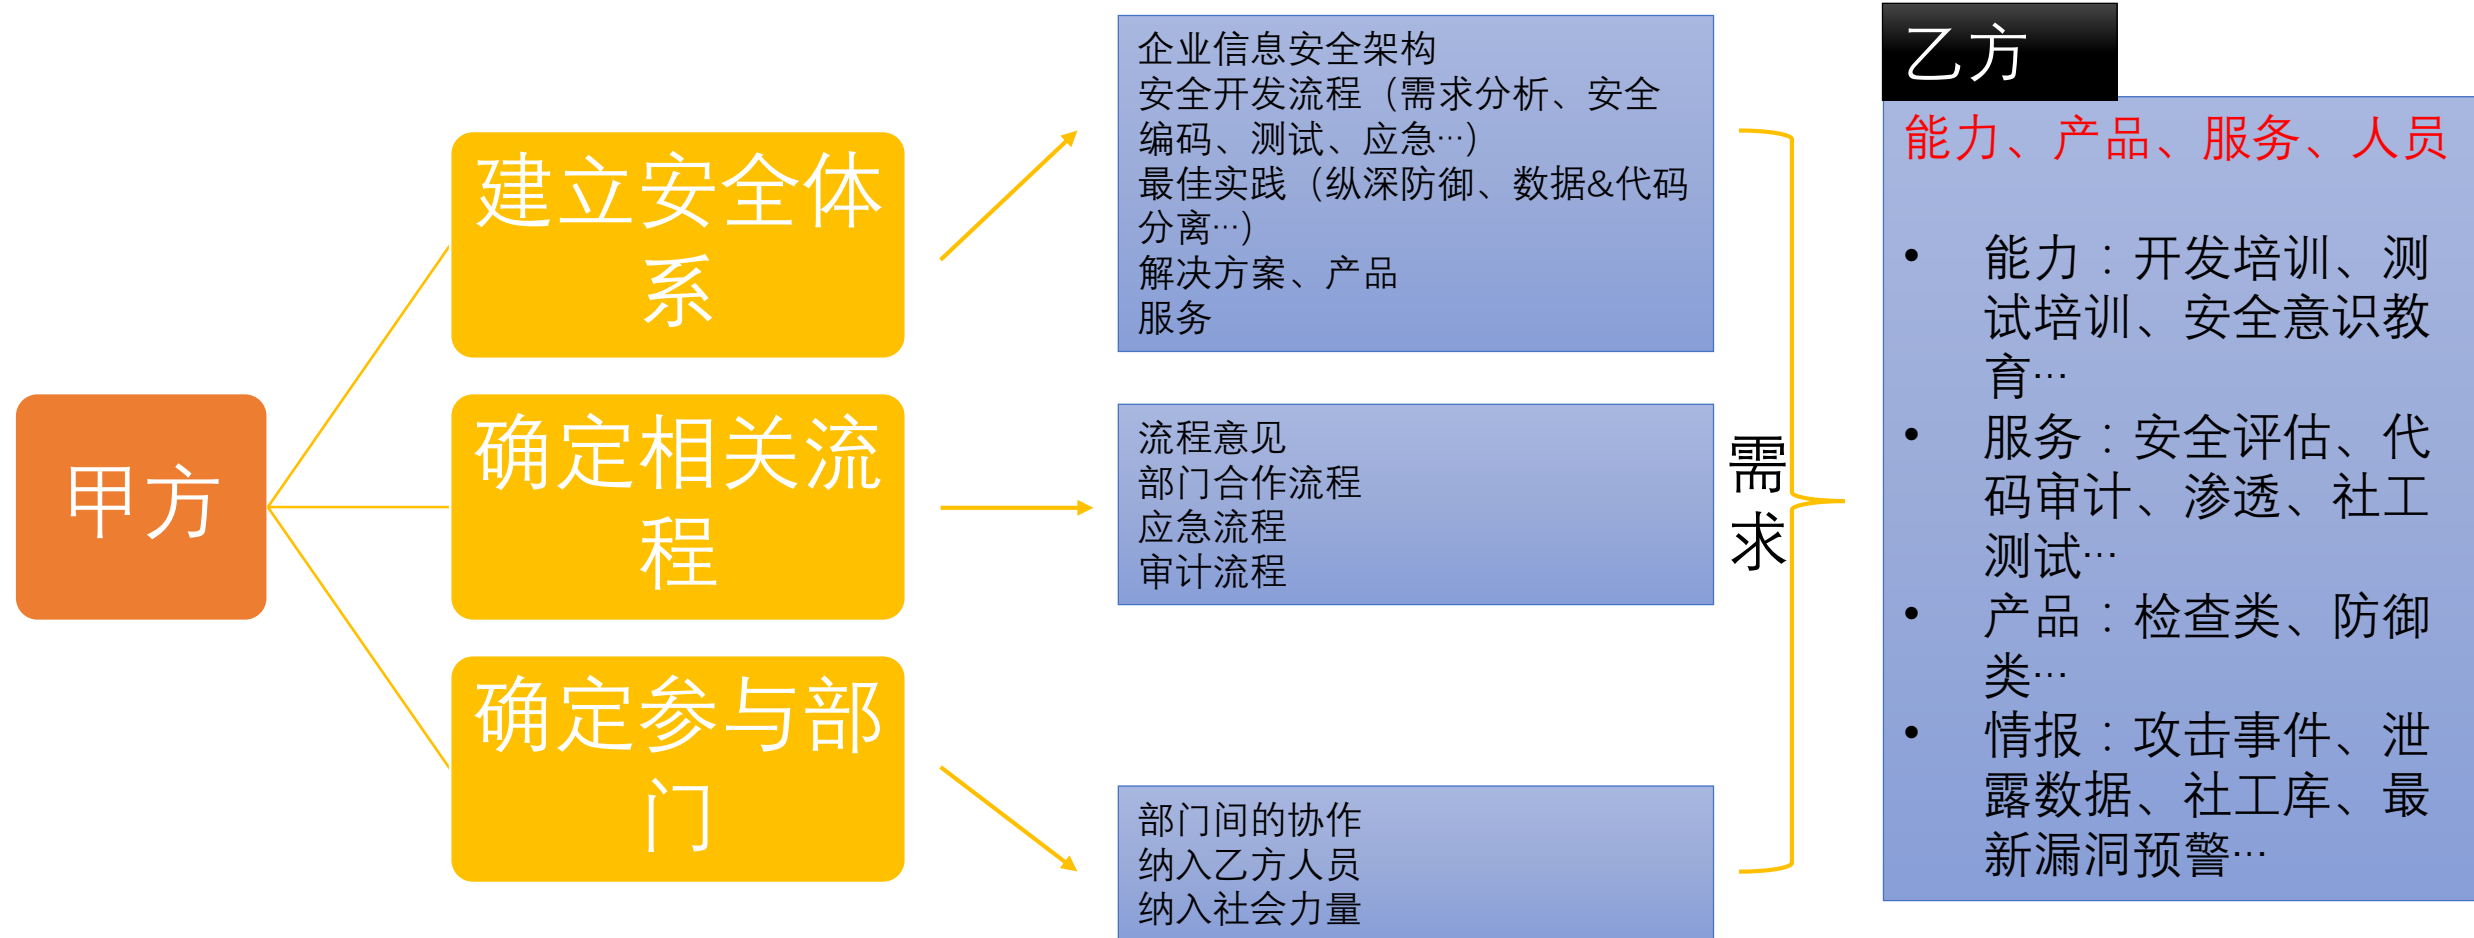 甲方
建立安全体
系
确定相关流
程
确定参与部
门
企业信息安全架构
安全开发流程（需求分析、安全
编码、测试、应急…）
最佳实践（纵深防御、数据&代码
分离…）
解决方案、产品
服务
流程意见
部门合作流程
应急流程
审计流程
部门间的协作
纳入乙方人员
纳入社会力量
需
求
乙方
能力、产品、服务、人员
• 能力：开发培训、测
试培训、安全意识教
育…
• 服务：安全评估、代
码审计、渗透、社工
测试…
• 产品：检查类、防御
类…
• 情报：攻击事件、泄
露数据、社工库、最
新漏洞预警…